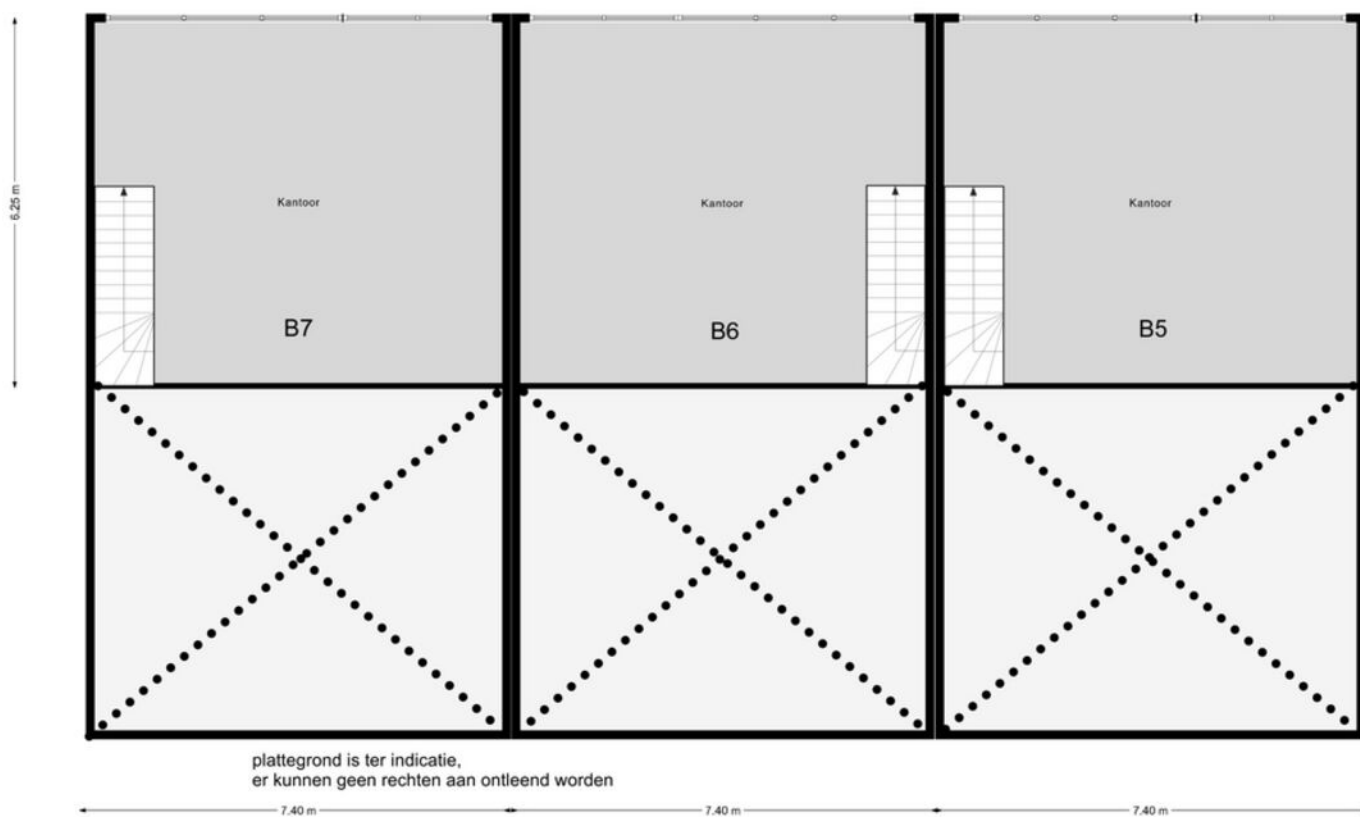 6.25 m
Kantoor
Kantoor
Kantoor
B7
B6
B5
plattegrond is ter indicatie,
er kunnen geen rechten aan ontleend worden
7.40 m
7.40 m
7.40 m